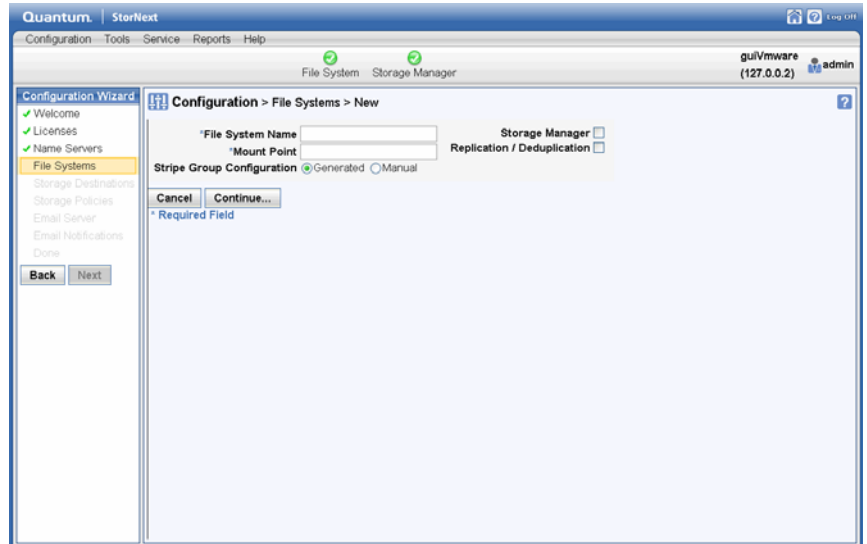 Quantum. StorNext
Log Off
Configuration Tools Service Reports Help
File System Storage Manager
guiVmware
(127.0.0.2)
admin
Configuration Wizard
Welcome
Licenses
Name Servers
File Systems
Storage Destinations
Storage Policies
Email Server
Email Notifications
Done
Back Next
Configuration > File Systems > New
?
*File System Name
Storage Manager
*Mount Point
Replication / Deduplication
Stripe Group Configuration Generated Manual
Cancel Continue...
* Required Field